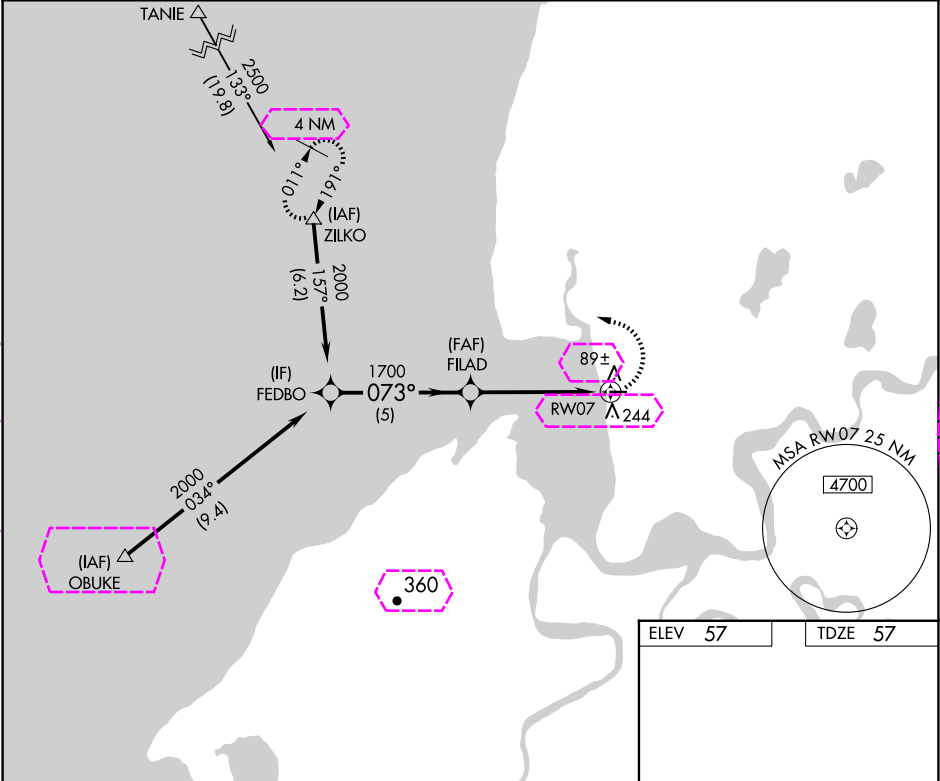 TANIE
2500
133°
(19.8)
4 NM
011°
191°
(IAF)
ZILKO
2000
157°
(6.2)
(IF)
FEDBO
1700
073°
(5)
(FAF)
FILAD
89±
RW07
244
2000
034°
(9.4)
(IAF)
OBUKE
360
MSA RW07 25 NM
4700
ELEV 57
TDZE 57